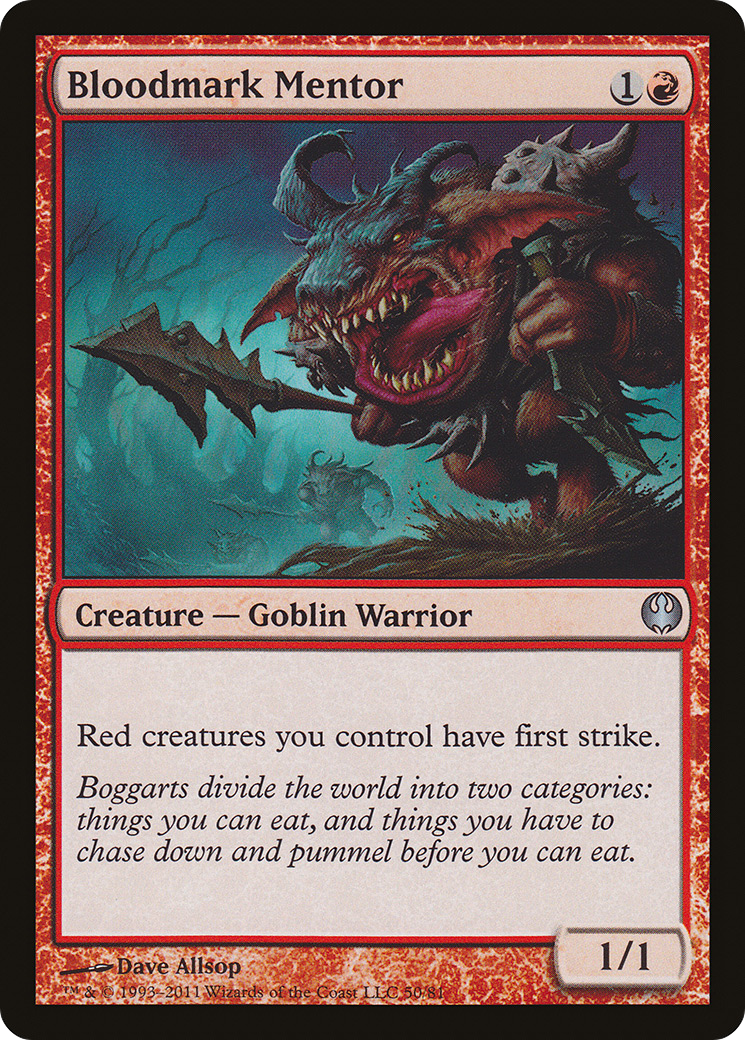 Bloodmark Mentor 1
Creature — Goblin Warrior
Red creatures you control have first strike.
Boggarts divide the world into two categories:
things you can eat, and things you have to
chase down and pummel before you can eat.
1/1
Dave Allsop
™ & © 1993–2011 Wizards of the Coast LLC 50/81